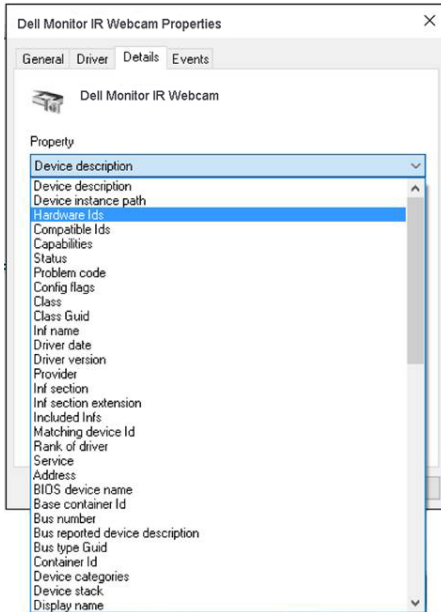 Dell Monitor IR Webcam Properties
General Driver Details Events
Dell Monitor IR Webcam
Property
Device description
Device description
Device instance path
Hardware Ids
Compatible Ids
Capabilities
Status
Problem code
Config flags
Class
Class Guid
Inf name
Driver date
Driver version
Provider
Inf section
Inf section extension
Included Infs
Matching device Id
Rank of driver
Service
Address
BIOS device name
Base container Id
Bus number
Bus reported device description
Bus type Guid
Container Id
Device categories
Device stack
Display name